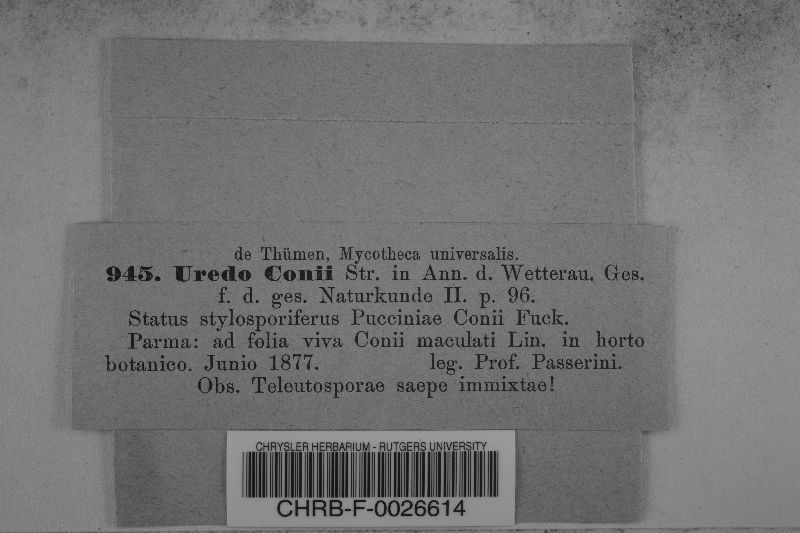 de Thümen, Mycotheca universalis.
945. Uredo Conii Str. in Ann. d. Wetterau. Ges.
f. d. ges. Naturkunde II. p. 96.
Status stylosporiferus Pucciniae Conii Fuck.
Parma: ad folia viva Conii maculati Lin. in horto
botanico. Junio 1877. leg. Prof. Passerini.
Obs. Teleutosporae saepe immixtae!
CHRYSLER HERBARIUM - RUTGERS UNIVERSITY
CHRB-F-0026614